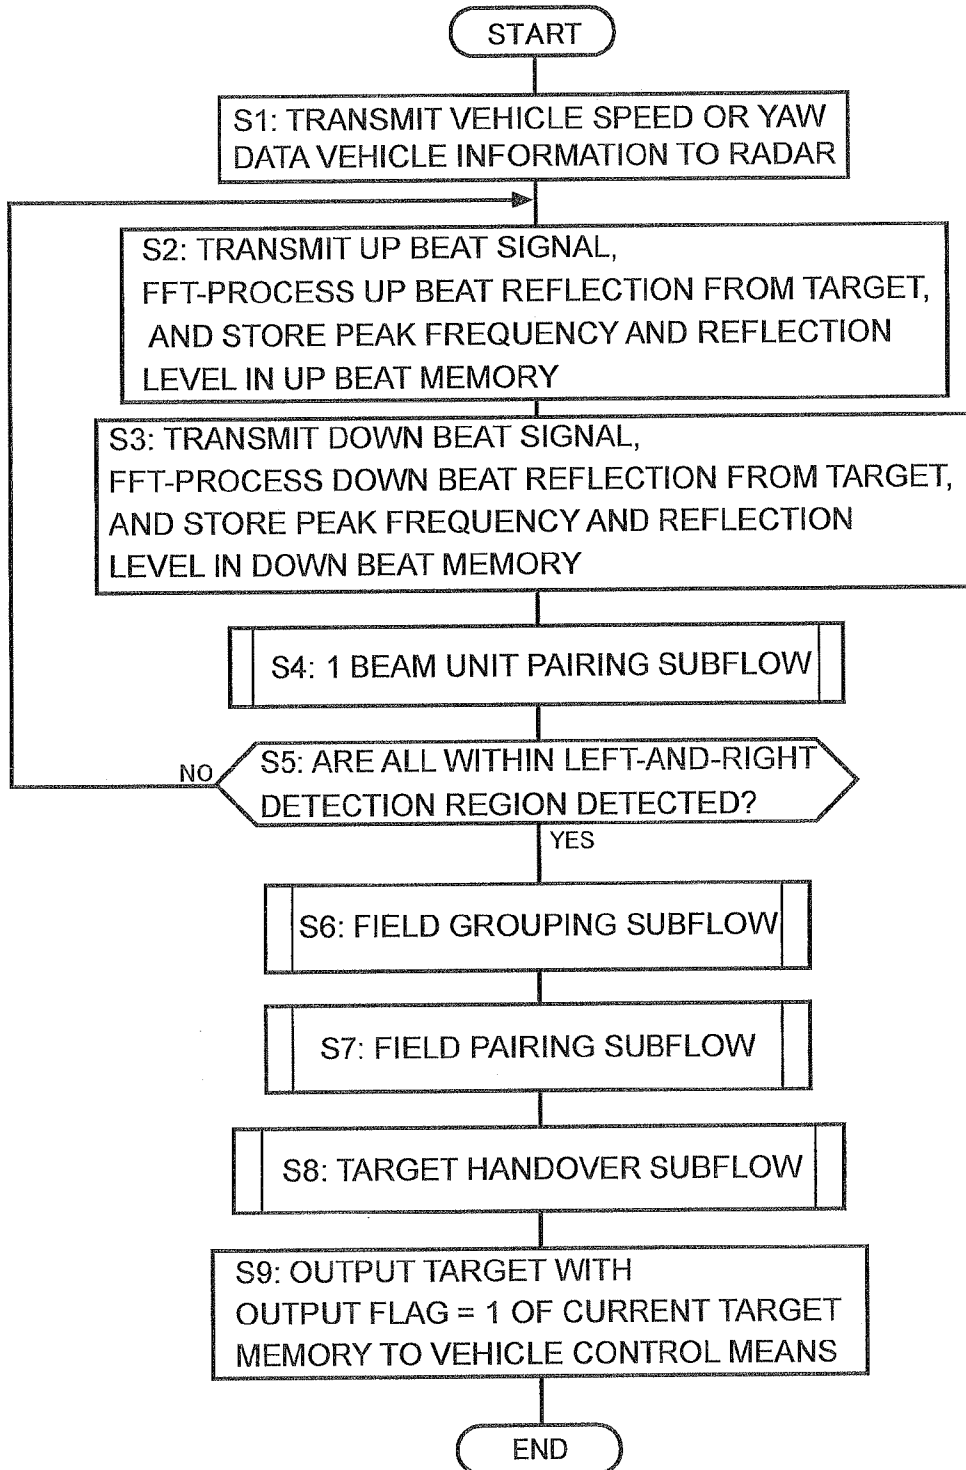 START
S1: TRANSMIT VEHICLE SPEED OR YAW
DATA VEHICLE INFORMATION TO RADAR
S2: TRANSMIT UP BEAT SIGNAL,
FFT-PROCESS UP BEAT REFLECTION FROM TARGET,
AND STORE PEAK FREQUENCY AND REFLECTION
LEVEL IN UP BEAT MEMORY
S3: TRANSMIT DOWN BEAT SIGNAL,
FFT-PROCESS DOWN BEAT REFLECTION FROM TARGET,
AND STORE PEAK FREQUENCY AND REFLECTION
LEVEL IN DOWN BEAT MEMORY
S4: 1 BEAM UNIT PAIRING SUBFLOW
S5: ARE ALL WITHIN LEFT-AND-RIGHT
DETECTION REGION DETECTED?
NO
YES
S6: FIELD GROUPING SUBFLOW
S7: FIELD PAIRING SUBFLOW
S8: TARGET HANDOVER SUBFLOW
S9: OUTPUT TARGET WITH
OUTPUT FLAG = 1 OF CURRENT TARGET
MEMORY TO VEHICLE CONTROL MEANS
END